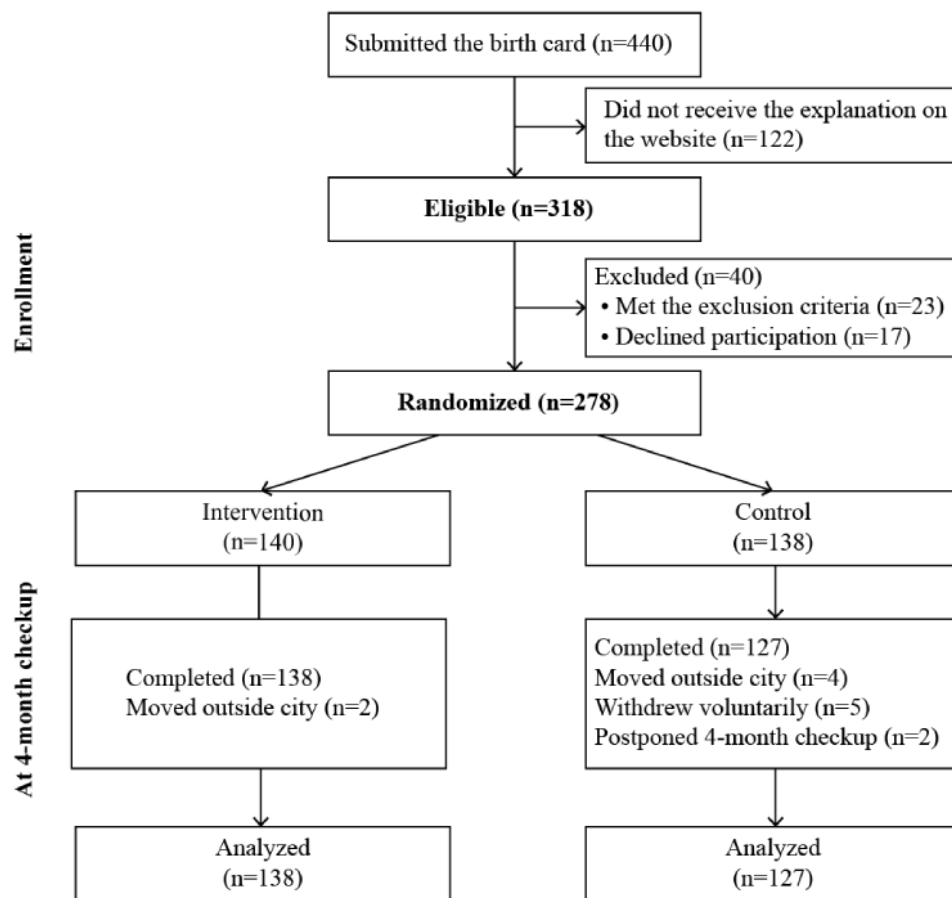 Submitted the birth card (n=440)
Did not receive the explanation on
the website (n=122)
Eligible (n=318)
Enrollment
Excluded (n=40)
• Met the exclusion criteria (n=23)
• Declined participation (n=17)
Randomized (n=278)
Intervention
(n=140)
Control
(n=138)
At 4-month checkup
Completed (n=138)
Moved outside city (n=2)
Completed (n=127)
Moved outside city (n=4)
Withdrew voluntarily (n=5)
Postponed 4-month checkup (n=2)
Analyzed
(n=138)
Analyzed
(n=127)